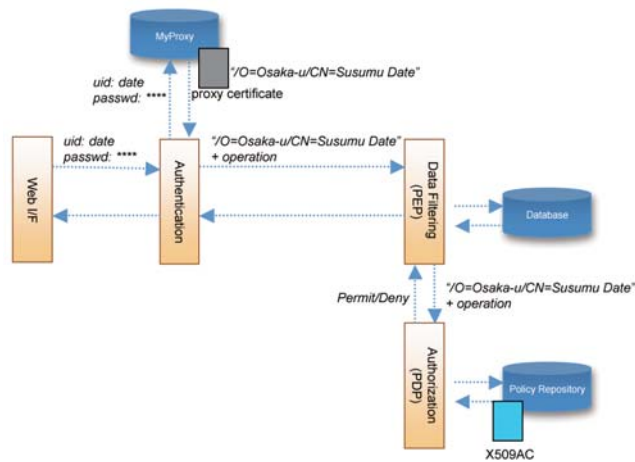 MyProxy
"/O=Osaka-u/CN=Susumu Date"
proxy certificate
uid: date
passwd: ****
uid: date
passwd: ****
"/O=Osaka-u/CN=Susumu Date"
+ operation
Web I/F
Authentication
Data Filtering
(PEP)
Database
Permit/Deny
"/O=Osaka-u/CN=Susumu Date"
+ operation
Authorization
(PDP)
Policy Repository
X509AC